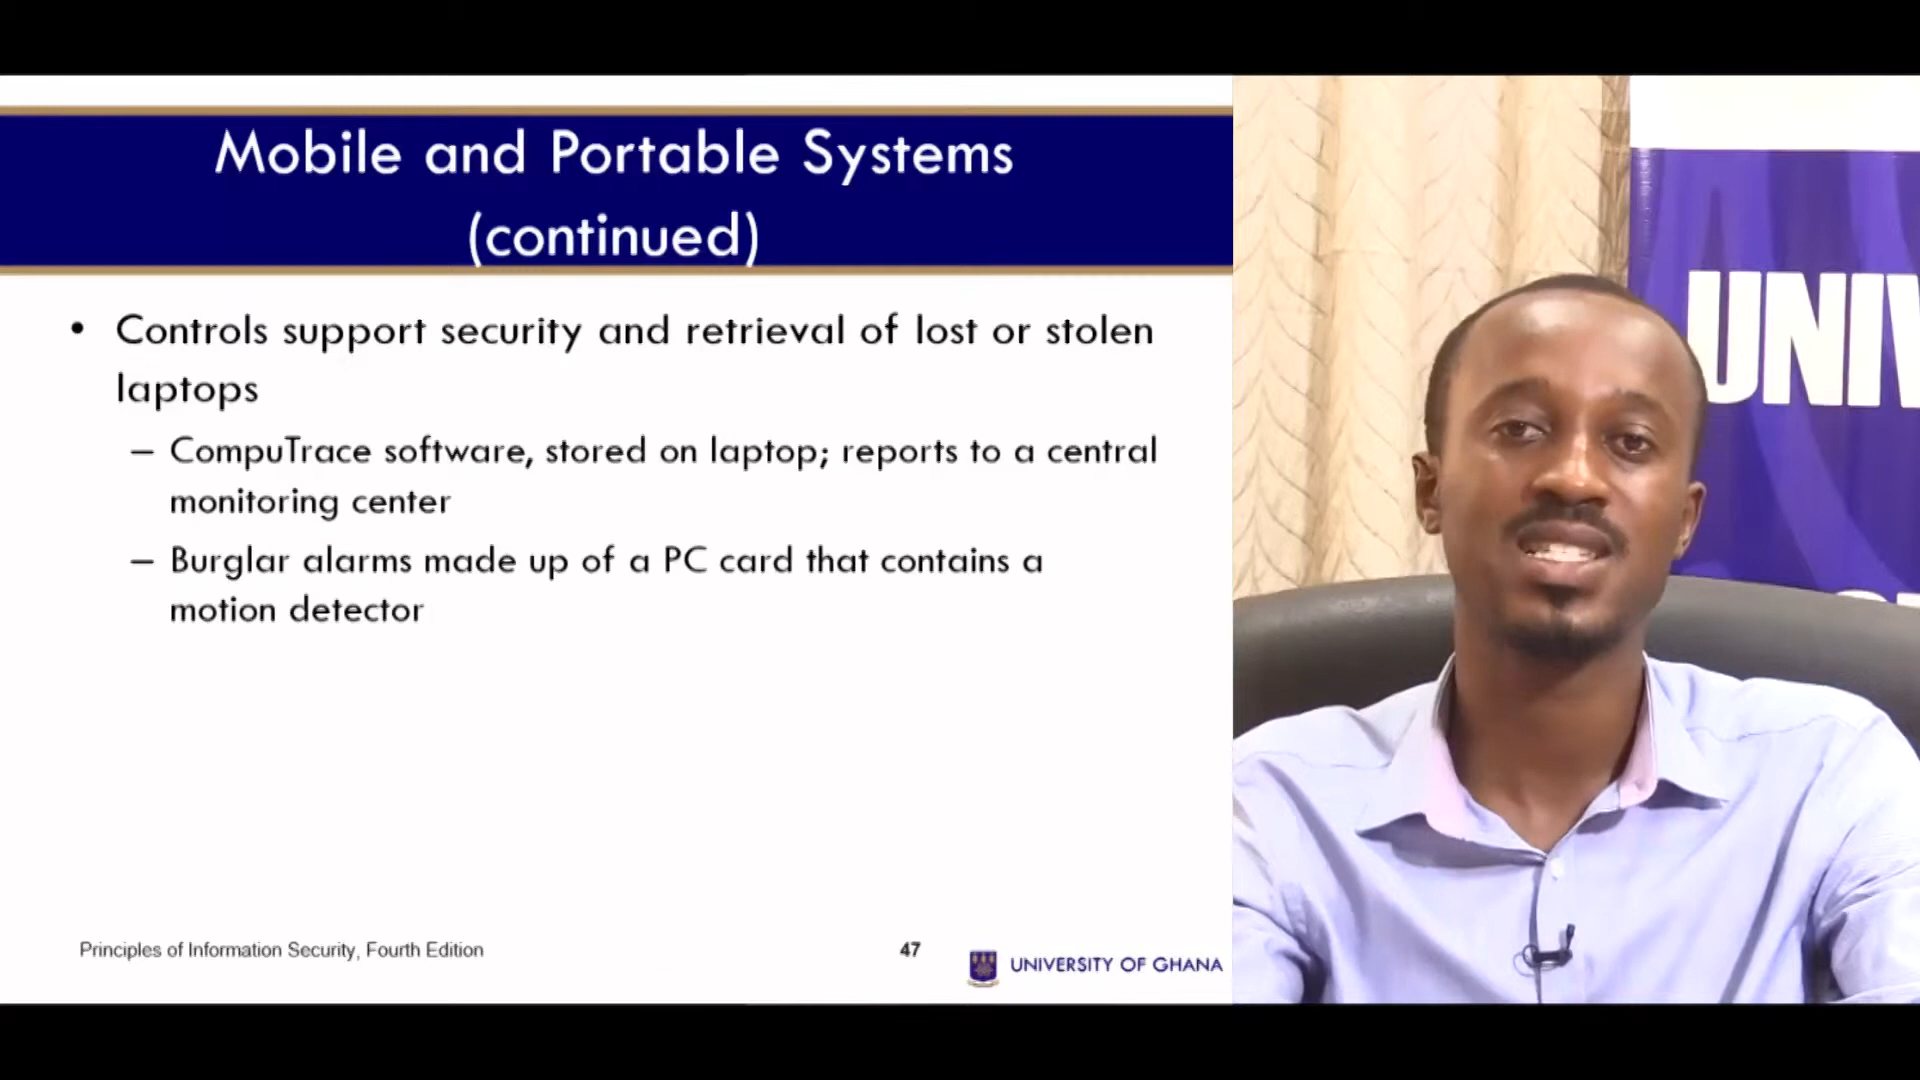 Mobile and Portable Systems
(continued)
• Controls support security and retrieval of lost or stolen
laptops
– CompuTrace software, stored on laptop; reports to a central
monitoring center
– Burglar alarms made up of a PC card that contains a
motion detector
Principles of Information Security, Fourth Edition
47
UNIVERSITY OF GHANA
UNIV